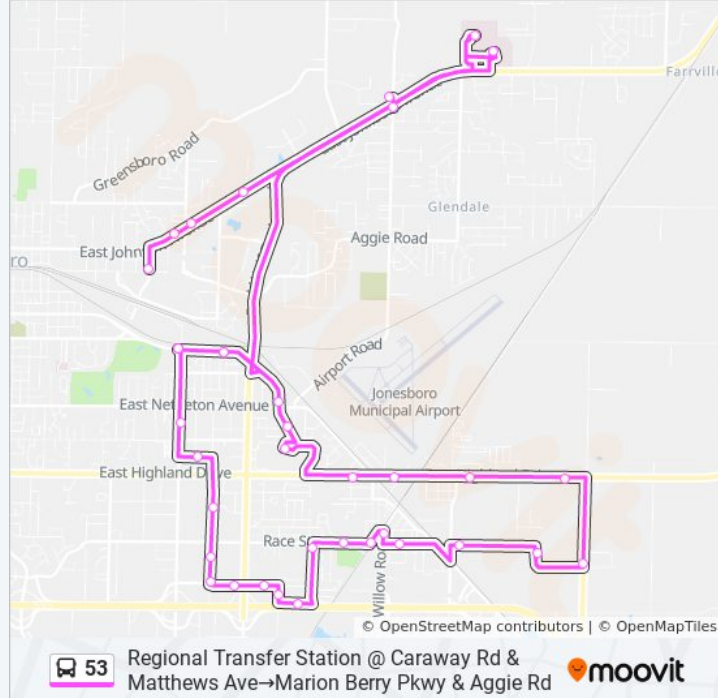 Farrville
Greensboro Road
Glendale
East John
Aggie Road
ro
Airport Road
Jonesboro
Municipal Airport
East Nettleton Avenue
East Highland Drive
Race S
Willow Ro
© OpenStreetMap contributors | © OpenMapTiles
53
Regional Transfer Station @ Caraway Rd &
Matthews Ave→Marion Berry Pkwy & Aggie Rd
moovit